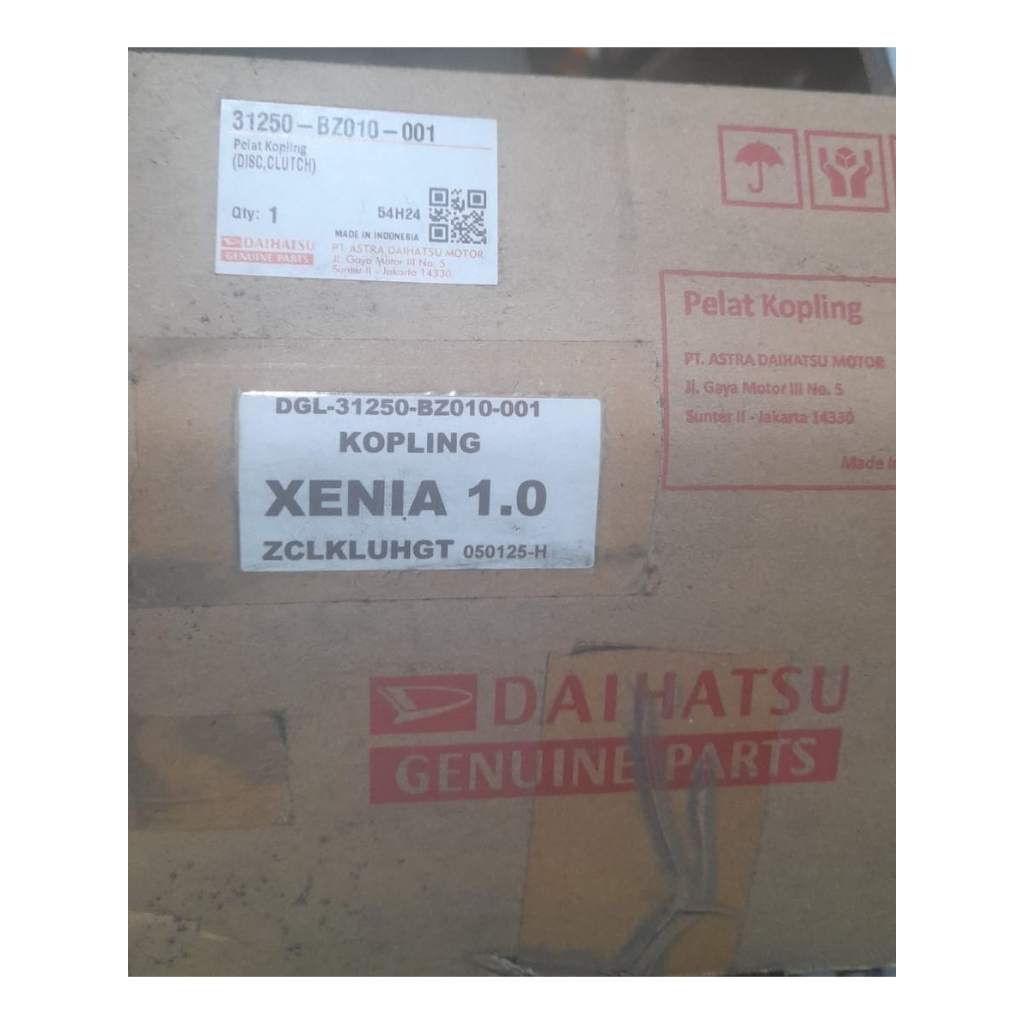 31250-BZ010-001
Pelat Kopling
(DISC,CLUTCH)
Qty: 1
54H24
MADE IN INDONESIA
DAIHATSU
GENUINE PARTS
PT. ASTRA DAIHATSU MOTOR
Jl. Gaya Motor III No. 5
Sunter II - Jakarta 14330
Pelat Kopling
PT. ASTRA DAIHATSU MOTOR
Jl. Gaya Motor III No. 5
Sunter II - Jakarta 14330
Made
DGL-31250-BZ010-001
KOPLING
XENIA 1.0
ZCLKLUHGT 050125-H
DAIHATSU
GENUINE PARTS